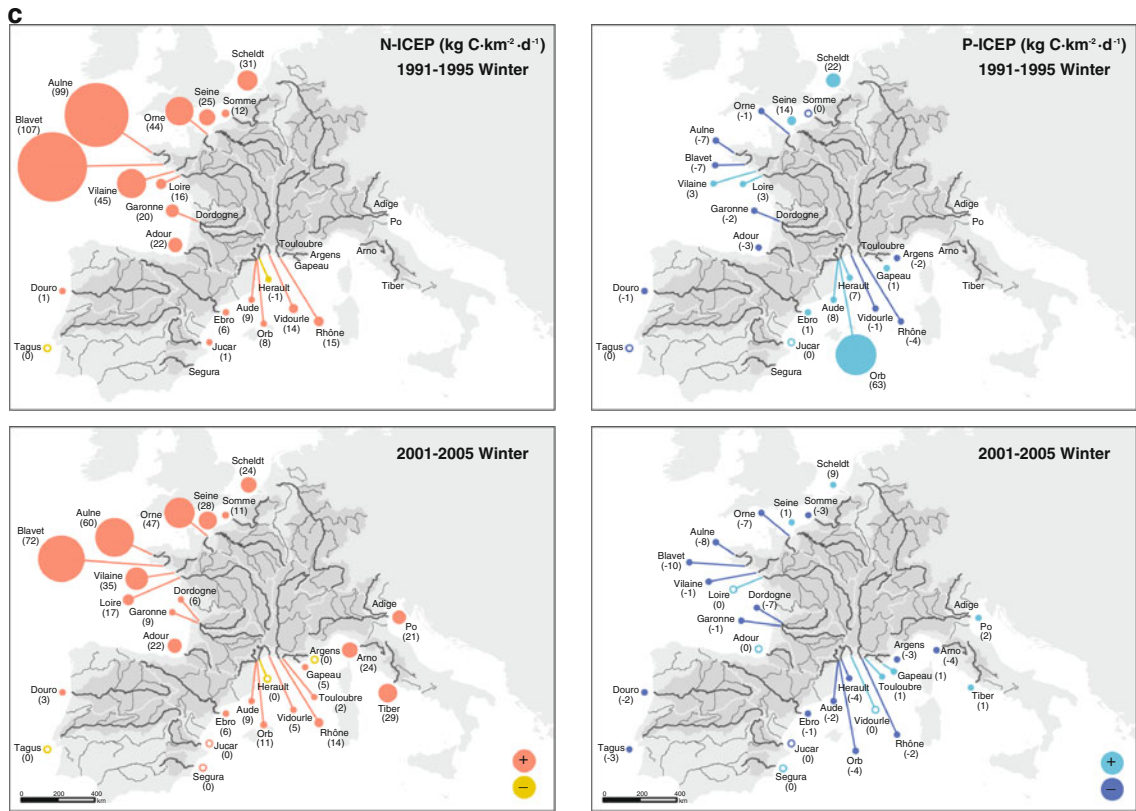 c
N-ICEP (kg C·km-2·d-1)
1991-1995 Winter
Scheldt
(31)
Aulne
(99)
Seine
(25)
Somme
(12)
Orne
(44)
Blavet
(107)
Vilaine
(45)
Loire
(16)
Garonne
(20)
Dordogne
Adour
(22)
Adige
Po
Touloubre
Argens
Gapeau
Arno
Tiber
Douro
(1)
Herault
(-1)
Aude
(9)
Ebro
(6)
Orb
(8)
Vidourle
(14)
Rhône
(15)
Tagus
(0)
Jucar
(1)
Segura
P-ICEP (kg C·km-2·d-1)
1991-1995 Winter
Scheldt
(22)
Orne
(-1)
Seine
(14)
Somme
(0)
Aulne
(-7)
Blavet
(-7)
Vilaine
(3)
Loire
(3)
Garonne
(-2)
Dordogne
Adour
(-3)
Adige
Po
Touloubre
Argens
(-2)
Arno
Gapeau
(1)
Tiber
Douro
(-1)
Herault
(7)
Aude
(8)
Ebro
(1)
Vidourle
(-1)
Rhône
(-4)
Tagus
(0)
Jucar
(0)
Segura
Orb
(63)
2001-2005 Winter
Scheldt
(24)
Seine
(28)
Somme
(11)
Orne
(47)
Aulne
(60)
Blavet
(72)
Vilaine
(35)
Loire
(17)
Dordogne
(6)
Garonne
(9)
Adour
(22)
Adige
Po
(21)
Argens
(0)
Arno
(24)
Gapeau
(5)
Touloubre
(2)
Tiber
(29)
Herault
(0)
Douro
(3)
Aude
(9)
Ebro
(6)
Orb
(11)
Vidourle
(5)
Rhône
(14)
Tagus
(0)
Jucar
(0)
Segura
(0)
+
–
0 200 400
km
2001-2005 Winter
Scheldt
(9)
Orne
(-7)
Seine
(1)
Somme
(-3)
Aulne
(-8)
Blavet
(-10)
Vilaine
(-1)
Loire
(0)
Dordogne
(-7)
Garonne
(-1)
Adour
(0)
Adige
Po
(2)
Argens
(-3)
Arno
(-4)
Gapeau (1)
Touloubre
(1)
Tiber
(1)
Herault
(-4)
Douro
(-2)
Aude
(-2)
Ebro
(-1)
Vidourle
(0)
Rhône
(-2)
Orb
(-4)
Tagus
(-3)
Jucar
(0)
Segura
(0)
+
–
0 200 400
km